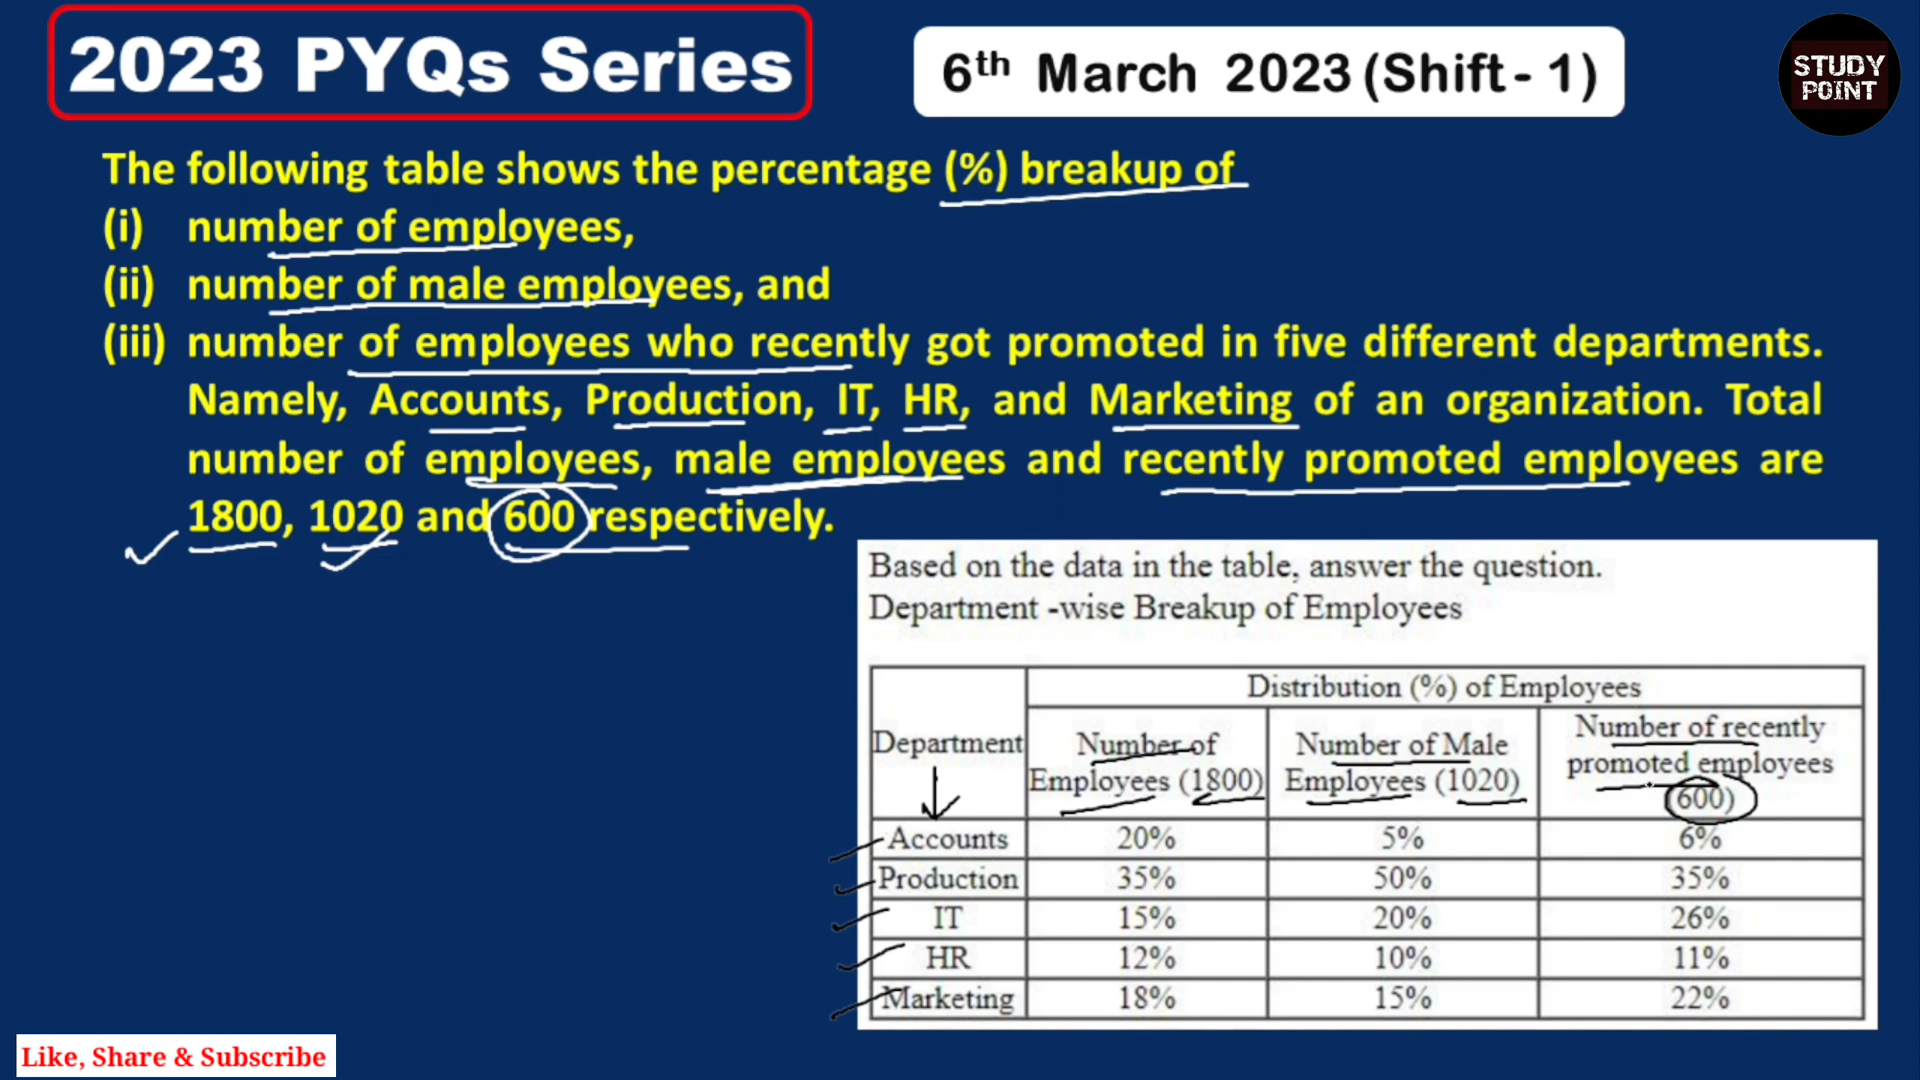 2023 PYQs Series
6th March 2023 (Shift - 1)
STUDY
POINT
The following table shows the percentage (%) breakup of
(i) number of employees,
(ii) number of male employees, and
(iii) number of employees who recently got promoted in five different departments.
Namely, Accounts, Production, IT, HR, and Marketing of an organization. Total
number of employees, male employees and recently promoted employees are
1800, 1020 and 600 respectively.
Based on the data in the table, answer the question.
Department -wise Breakup of Employees
Distribution (%) of Employees
Department
Number of
Employees (1800)
Number of Male
Employees (1020)
Number of recently
promoted employees
(600)
Accounts 20% 5% 6%
Production 35% 50% 35%
IT 15% 20% 26%
HR 12% 10% 11%
Marketing 18% 15% 22%
Like, Share & Subscribe